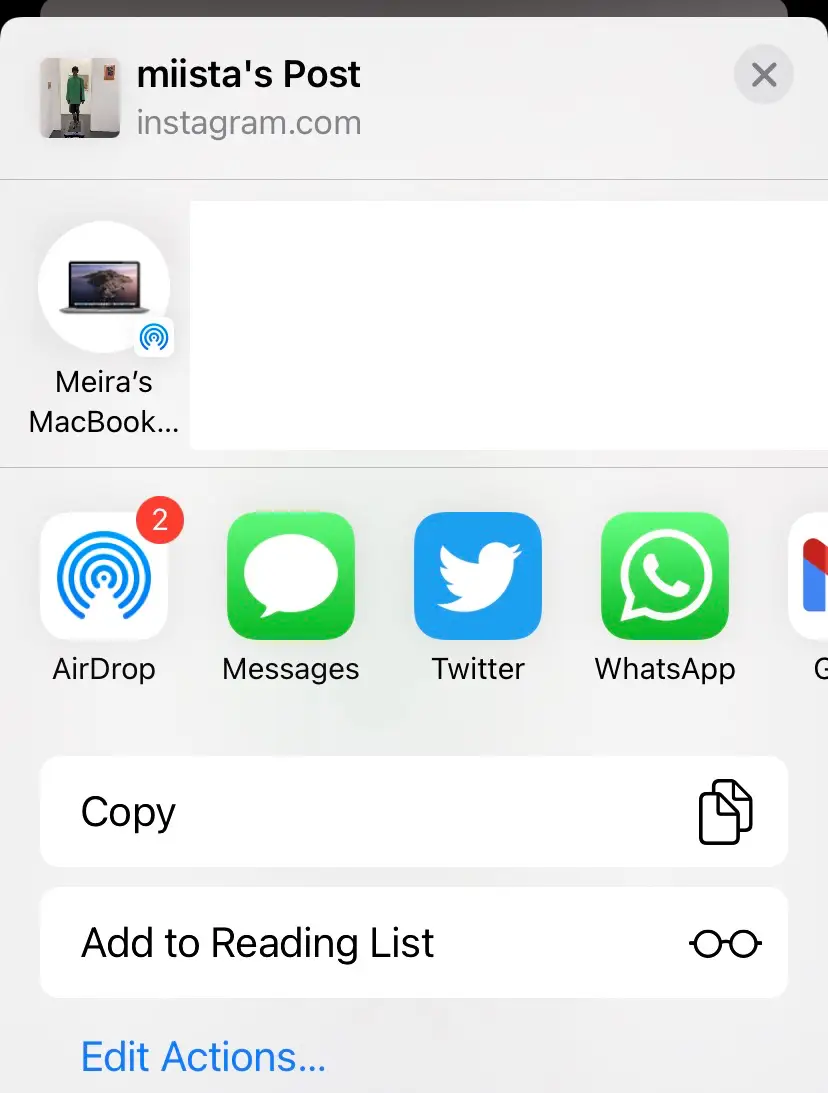 miista's Post
instagram.com
Meira’s
MacBook...
2
AirDrop
Messages
Twitter
WhatsApp
G
Copy
Add to Reading List
Edit Actions...